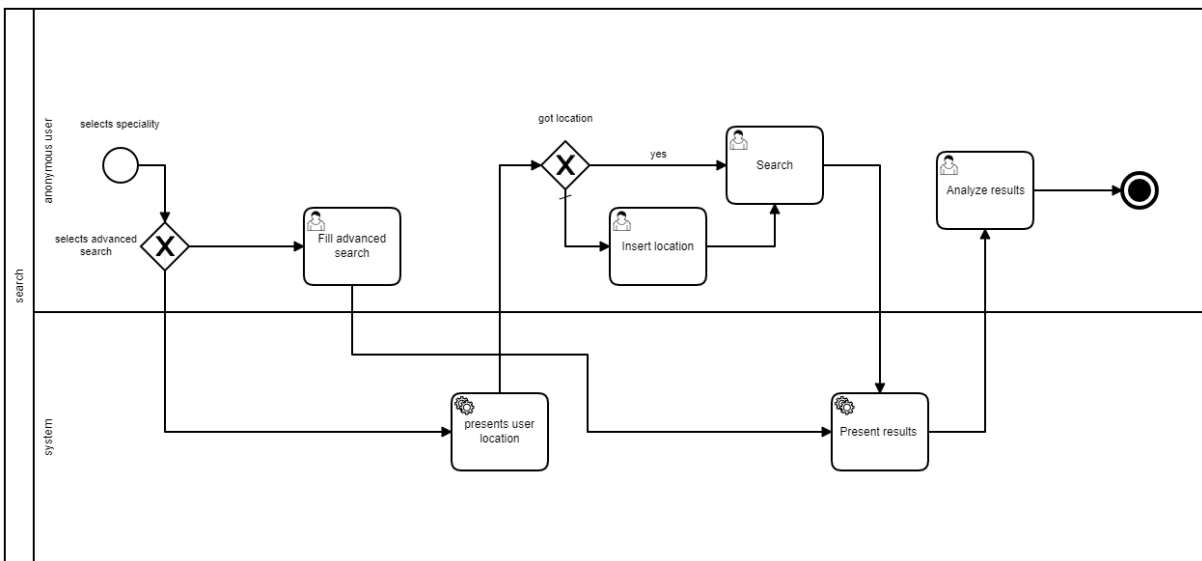 search
anonymous user
selects speciality
selects advanced
search
Fill advanced
search
got location
yes
Search
Insert location
Analyze results
system
presents user
location
Present results